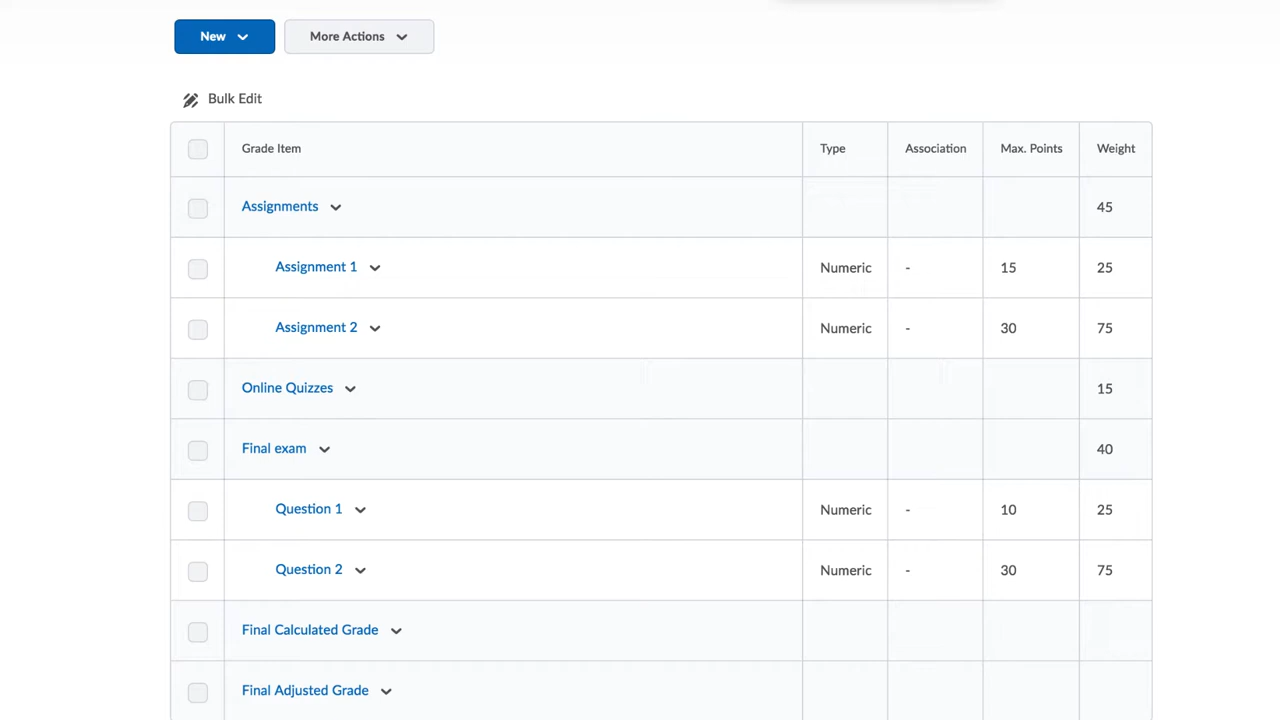 New More Actions
Bulk Edit
Grade Item Type Association Max. Points Weight
Assignments 45
Assignment 1 Numeric - 15 25
Assignment 2 Numeric - 30 75
Online Quizzes 15
Final exam 40
Question 1 Numeric - 10 25
Question 2 Numeric - 30 75
Final Calculated Grade
Final Adjusted Grade